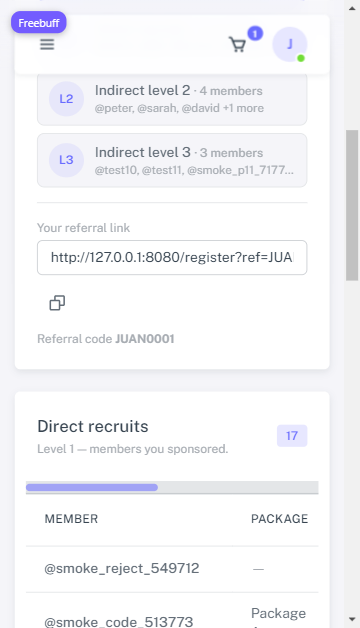 Freebuff
1
J
L2
Indirect level 2 · 4 members
@peter, @sarah, @david +1 more
L3
Indirect level 3 · 3 members
@test10, @test11, @smoke_p11_7177...
Your referral link
http://127.0.0.1:8080/register?ref=JUA
Referral code JUAN0001
Direct recruits
17
Level 1 — members you sponsored.
MEMBER
PACKAGE
@smoke_reject_549712
—
@smoke_code_513773
Package